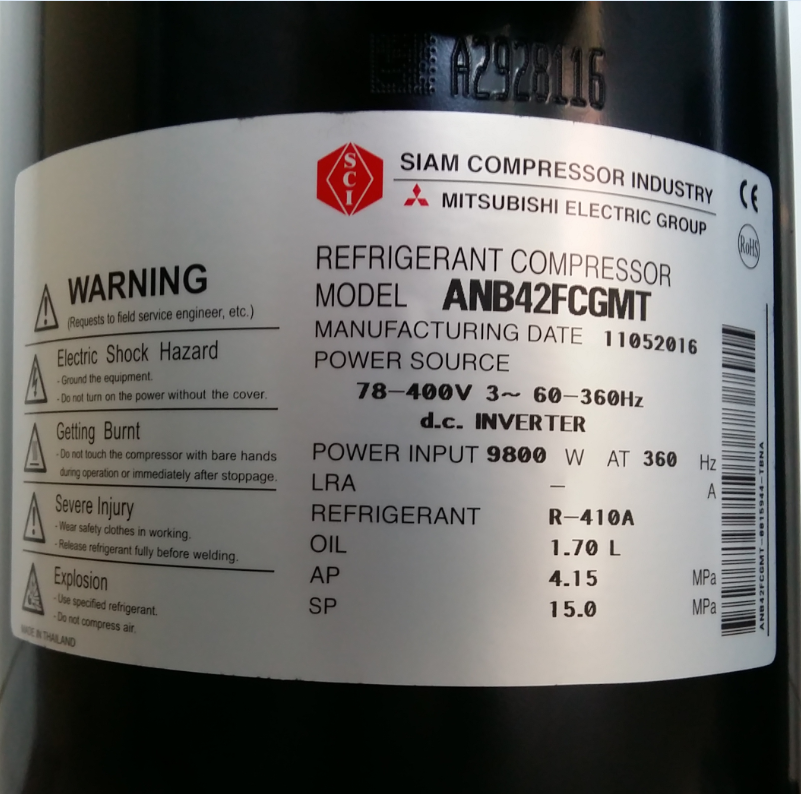 A2928116
SCI
SIAM COMPRESSOR INDUSTRY
MITSUBISHI ELECTRIC GROUP
CE
RoHS
REFRIGERANT COMPRESSOR
MODEL ANB42FCGMT
MANUFACTURING DATE 11052016
POWER SOURCE
78-400V 3~ 60-360Hz
d.c. INVERTER
POWER INPUT 9800 W AT 360 Hz
LRA - A
REFRIGERANT R-410A
OIL 1.70 L
AP 4.15 MPa
SP 15.0 MPa
WARNING
(Requests to field service engineer, etc.)
Electric Shock Hazard
- Ground the equipment.
- Do not turn on the power without the cover.
Getting Burnt
- Do not touch the compressor with bare hands
during operation or immediately after stoppage.
Severe Injury
- Wear safety clothes in working.
- Release refrigerant fully before welding.
Explosion
- Use specified refrigerant.
- Do not compress air.
MADE IN THAILAND
ANB42FCGMT-0815944-TBNA